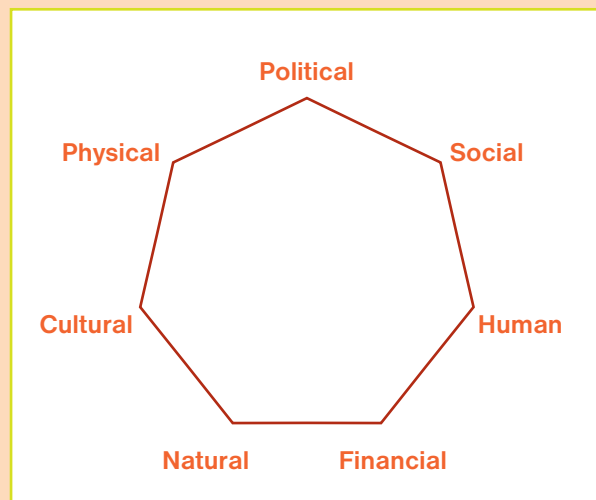 Political
Physical
Social
Cultural
Human
Natural
Financial